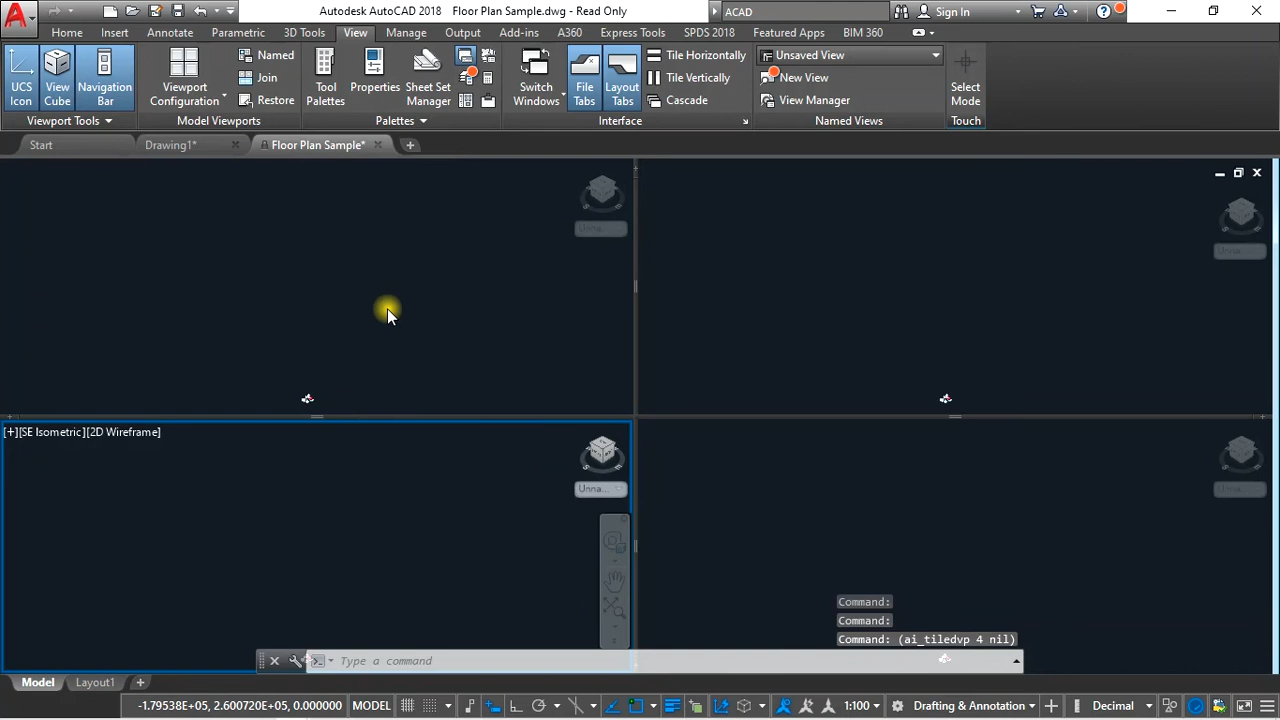 Autodesk AutoCAD 2018 Floor Plan Sample.dwg - Read Only
ACAD
Sign In
Home Insert Annotate Parametric 3D Tools View Manage Output Add-ins A360 Express Tools SPDS 2018 Featured Apps BIM 360
UCS Icon
View Cube
Navigation Bar
Viewport Tools
Viewport Configuration
Named
Join
Restore
Model Viewports
Tool Palettes
Properties
Sheet Set Manager
Palettes
Switch Windows
File Tabs
Layout Tabs
Tile Horizontally
Tile Vertically
Cascade
Interface
Unsaved View
New View
View Manager
Named Views
Select Mode
Touch
Start
Drawing1*
Floor Plan Sample*
Unna...
Unna...
[+][SE Isometric][2D Wireframe]
Unna...
Unna...
Command:
Command:
Command: (ai_tiledvp 4 nil)
Type a command
Model Layout1
-1.79538E+05, 2.600720E+05, 0.000000 MODEL
1:100
Drafting & Annotation
Decimal